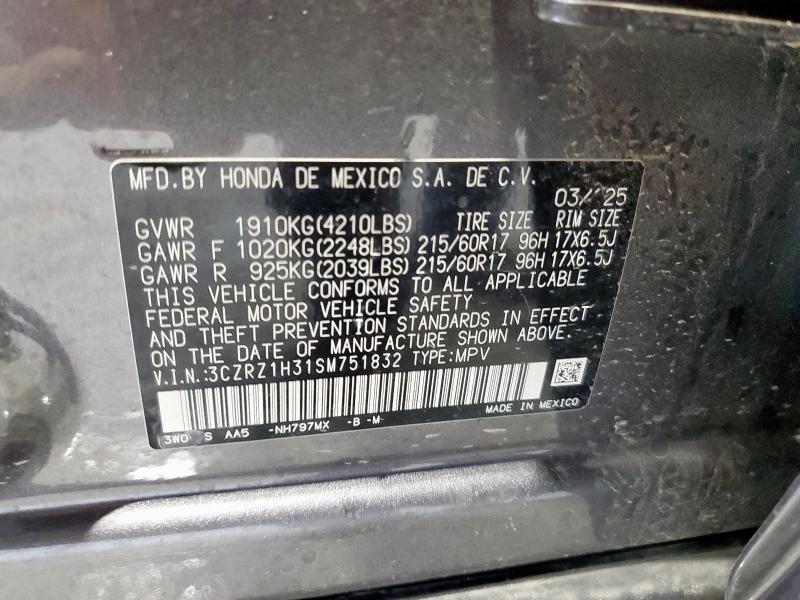 MFD.BY HONDA DE MEXICO S.A. DE C.V.
03/'25
GVWR 1910KG(4210LBS) TIRE SIZE RIM SIZE
GAWR F 1020KG(2248LBS) 215/60R17 96H 17X6.5J
GAWR R 925KG(2039LBS) 215/60R17 96H 17X6.5J
THIS VEHICLE CONFORMS TO ALL APPLICABLE
FEDERAL MOTOR VEHICLE SAFETY
AND THEFT PREVENTION STANDARDS IN EFFECT
ON THE DATE OF MANUFACTURE SHOWN ABOVE.
V.I.N.:3CZRZ1H31SM751832 TYPE:MPV
MADE IN MEXICO
3W0 S AA5 -NH797MX -B -M-